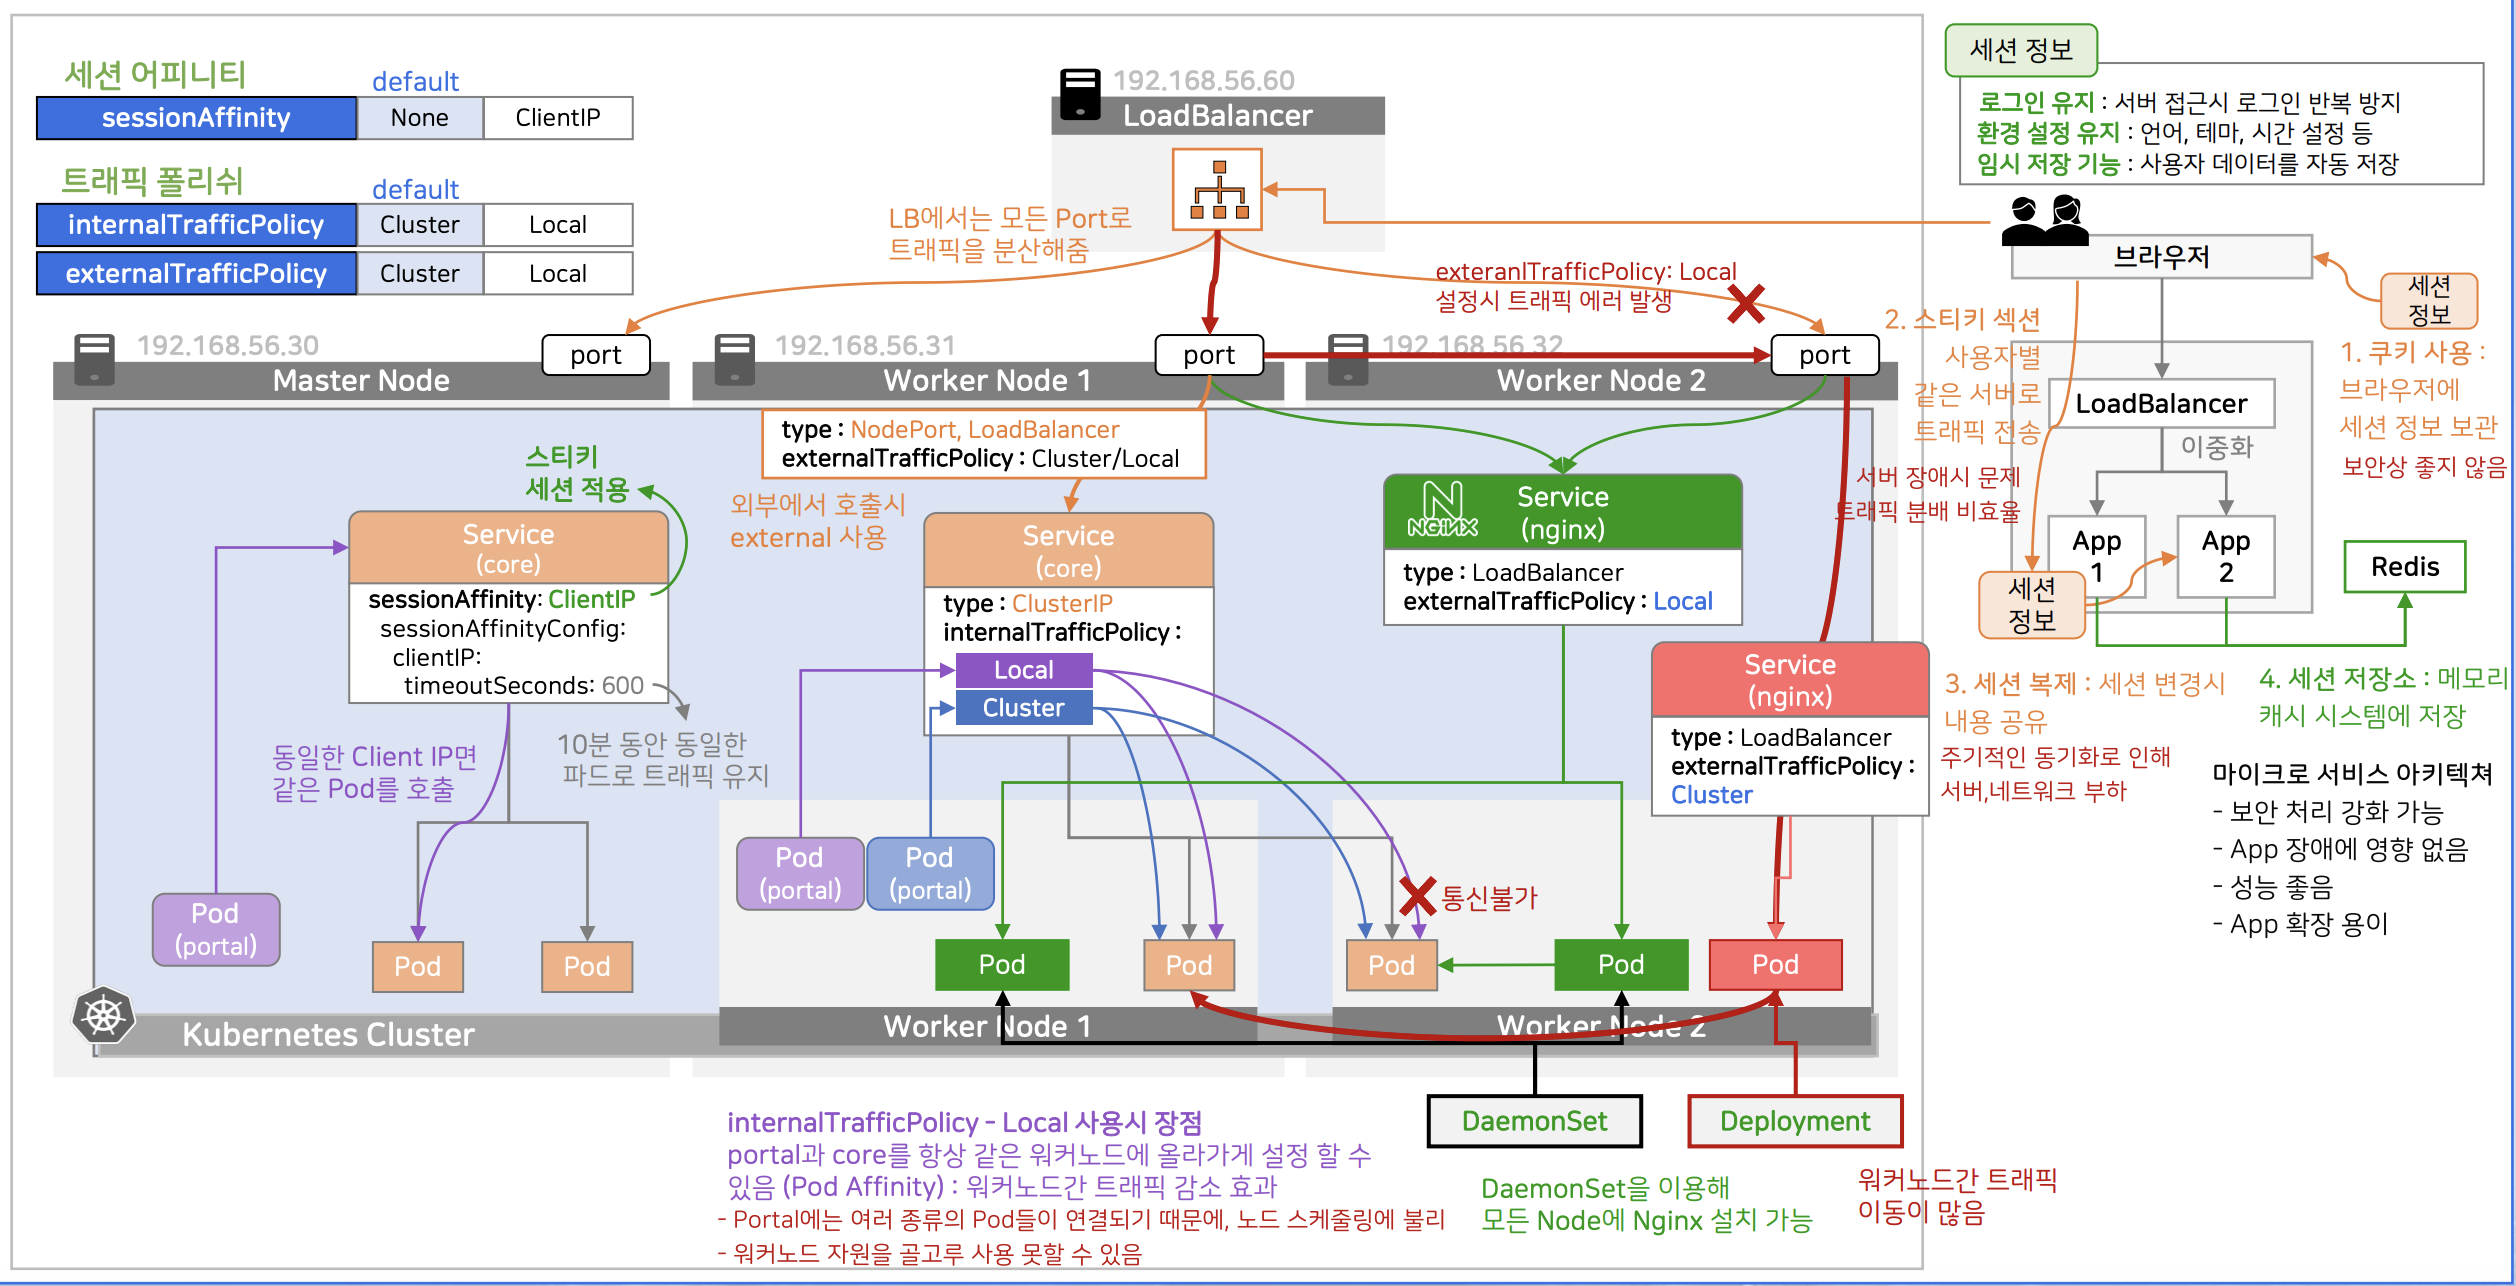 세션 어피니티
default
sessionAffinity
None
ClientIP
트래픽 폴리쉬
default
internalTrafficPolicy
Cluster
Local
externalTrafficPolicy
Cluster
Local
192.168.56.60
LoadBalancer
LB에서는 모든 Port로
트래픽을 분산해줌
exteranlTrafficPolicy: Local
설정시 트래픽 에러 발생
192.168.56.30
port
Master Node
192.168.56.31
port
Worker Node 1
192.168.56.32
port
Worker Node 2
type : NodePort, LoadBalancer
externalTrafficPolicy : Cluster/Local
외부에서 호출시
external 사용
스티키
세션 적용
Service
(core)
sessionAffinity: ClientIP
sessionAffinityConfig:
clientIP:
timeoutSeconds: 600
동일한 Client IP면
같은 Pod를 호출
10분 동안 동일한
파드로 트래픽 유지
Pod
(portal)
Pod
Pod
Service
(core)
type : ClusterIP
internalTrafficPolicy :
Local
Cluster
Pod
(portal)
Pod
(portal)
NGINX
Service
(nginx)
type : LoadBalancer
externalTrafficPolicy : Local
Service
(nginx)
type : LoadBalancer
externalTrafficPolicy :
Cluster
통신불가
Pod
Pod
Pod
Pod
Pod
Kubernetes Cluster
Worker Node 1
Worker Node 2
DaemonSet
Deployment
internalTrafficPolicy - Local 사용시 장점
portal과 core를 항상 같은 워커노드에 올라가게 설정 할 수
있음 (Pod Affinity) : 워커노드간 트래픽 감소 효과
- Portal에는 여러 종류의 Pod들이 연결되기 때문에, 노드 스케줄링에 불리
- 워커노드 자원을 골고루 사용 못할 수 있음
DaemonSet을 이용해
모든 Node에 Nginx 설치 가능
워커노드간 트래픽
이동이 많음
세션 정보
로그인 유지 : 서버 접근시 로그인 반복 방지
환경 설정 유지 : 언어, 테마, 시간 설정 등
임시 저장 기능 : 사용자 데이터를 자동 저장
브라우저
세션
정보
1. 쿠키 사용 :
브라우저에
세션 정보 보관
보안상 좋지 않음
2. 스티키 섹션
사용자별
같은 서버로
트래픽 전송
서버 장애시 문제
트래픽 분배 비효율
LoadBalancer
이중화
App
1
App
2
세션
정보
Redis
3. 세션 복제 : 세션 변경시
내용 공유
주기적인 동기화로 인해
서버,네트워크 부하
4. 세션 저장소 : 메모리
캐시 시스템에 저장
마이크로 서비스 아키텍쳐
- 보안 처리 강화 가능
- App 장애에 영향 없음
- 성능 좋음
- App 확장 용이